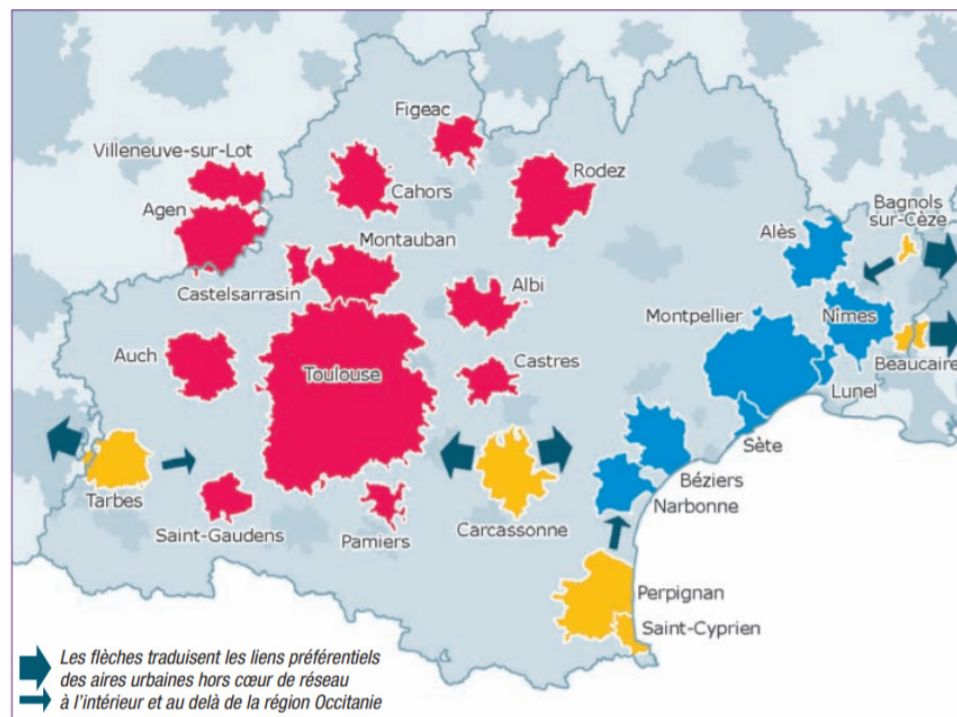 Figeac
Villeneuve-sur-Lot
Cahors
Rodez
Agen
Bagnols
sur-Cèze
Alès
Montauban
Castelsarrasin
Albi
Montpellier
Nîmes
Auch
Toulouse
Castres
Beaucaire
Lunel
Sète
Tarbes
Béziers
Narbonne
Saint-Gaudens
Pamiers
Carcassonne
Perpignan
Saint-Cyprien
Les flèches traduisent les liens préférentiels
des aires urbaines hors cœur de réseau
à l'intérieur et au delà de la région Occitanie